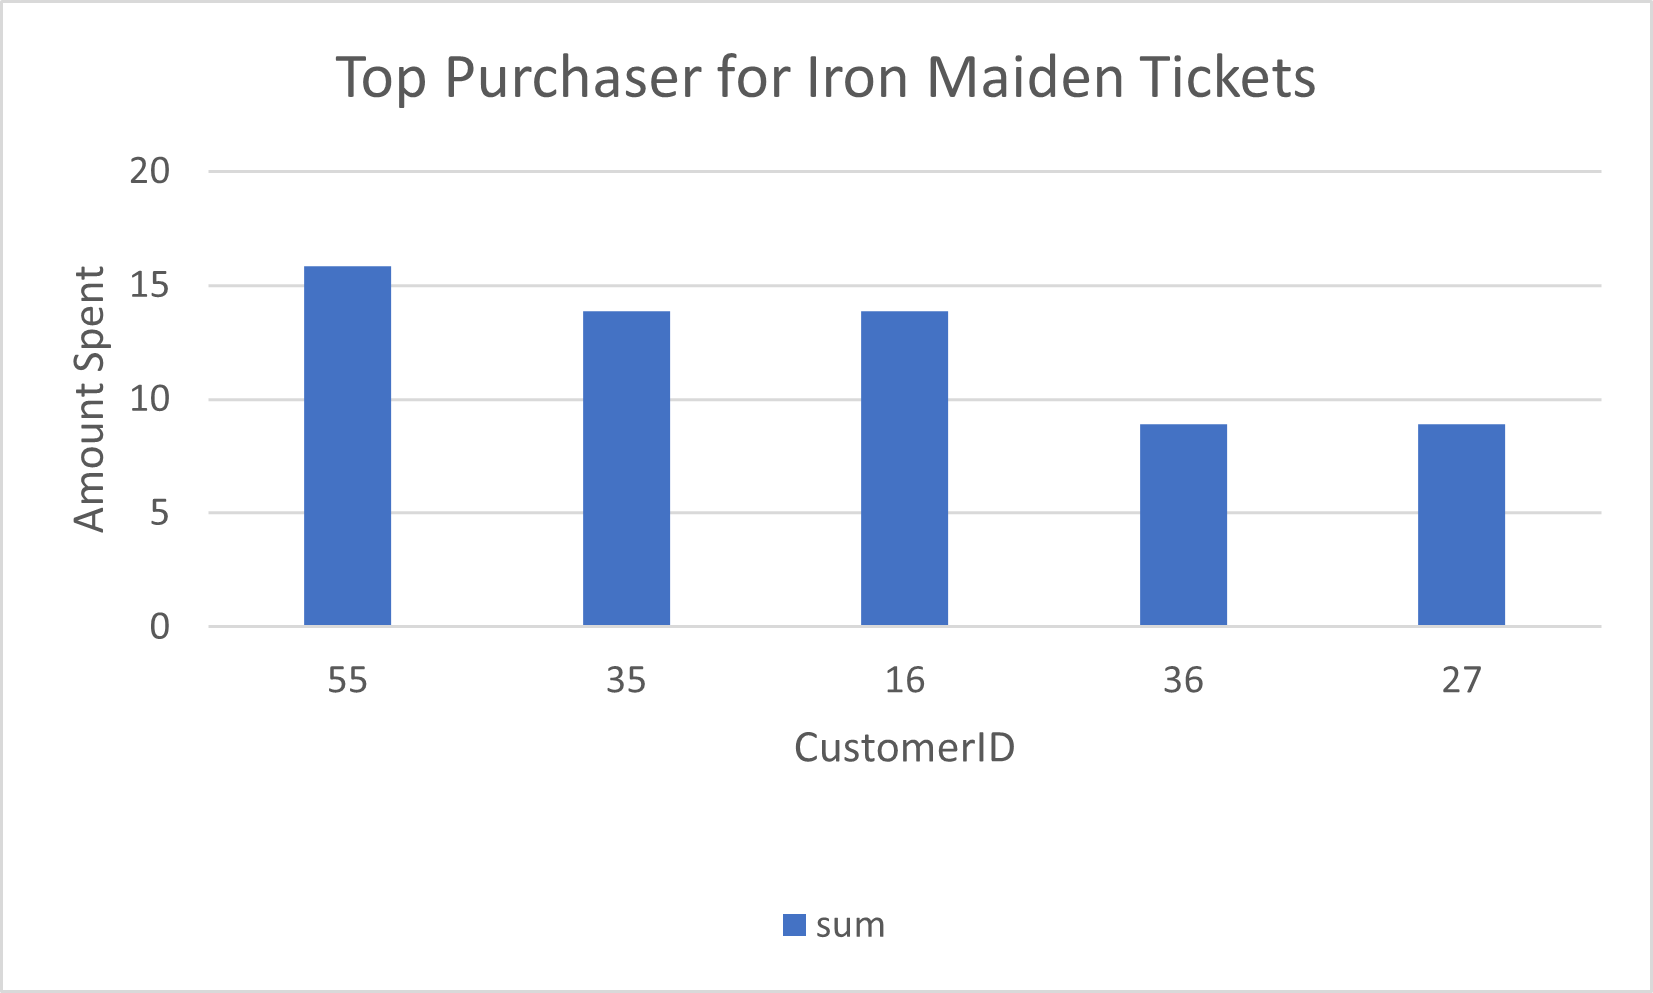 Top Purchaser for Iron Maiden Tickets
20
15
10
5
0
Amount Spent
55 35 16 36 27
CustomerID
sum